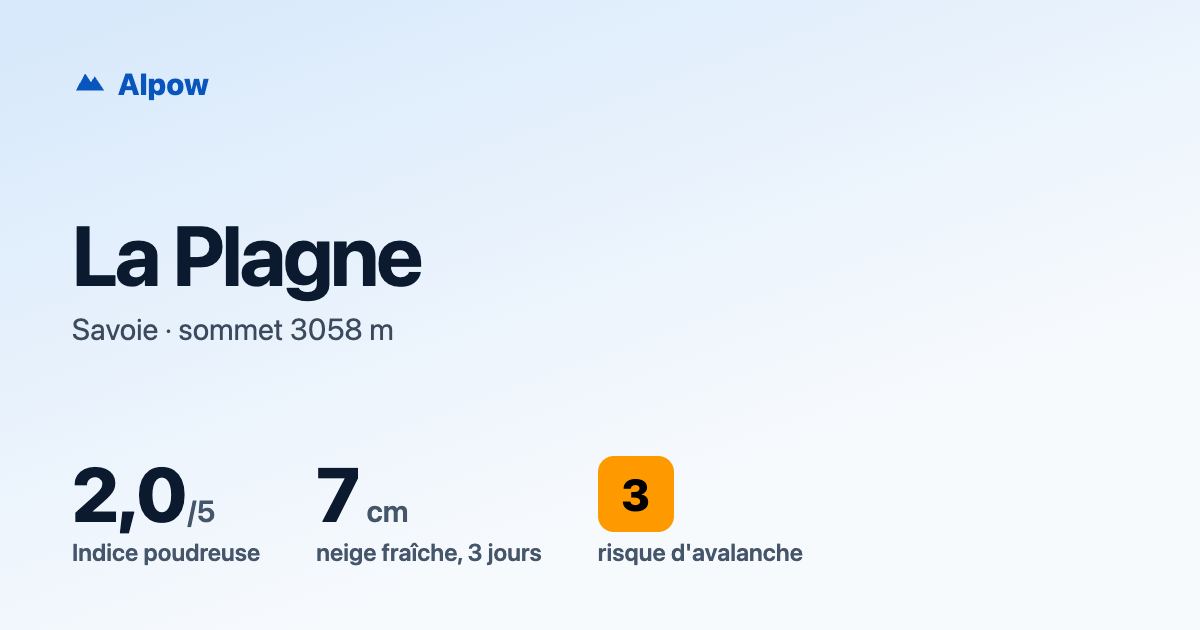 Alpow
La Plagne
Savoie · sommet 3058 m
2,0/5
Indice poudreuse
7 cm
neige fraîche, 3 jours
3
risque d'avalanche